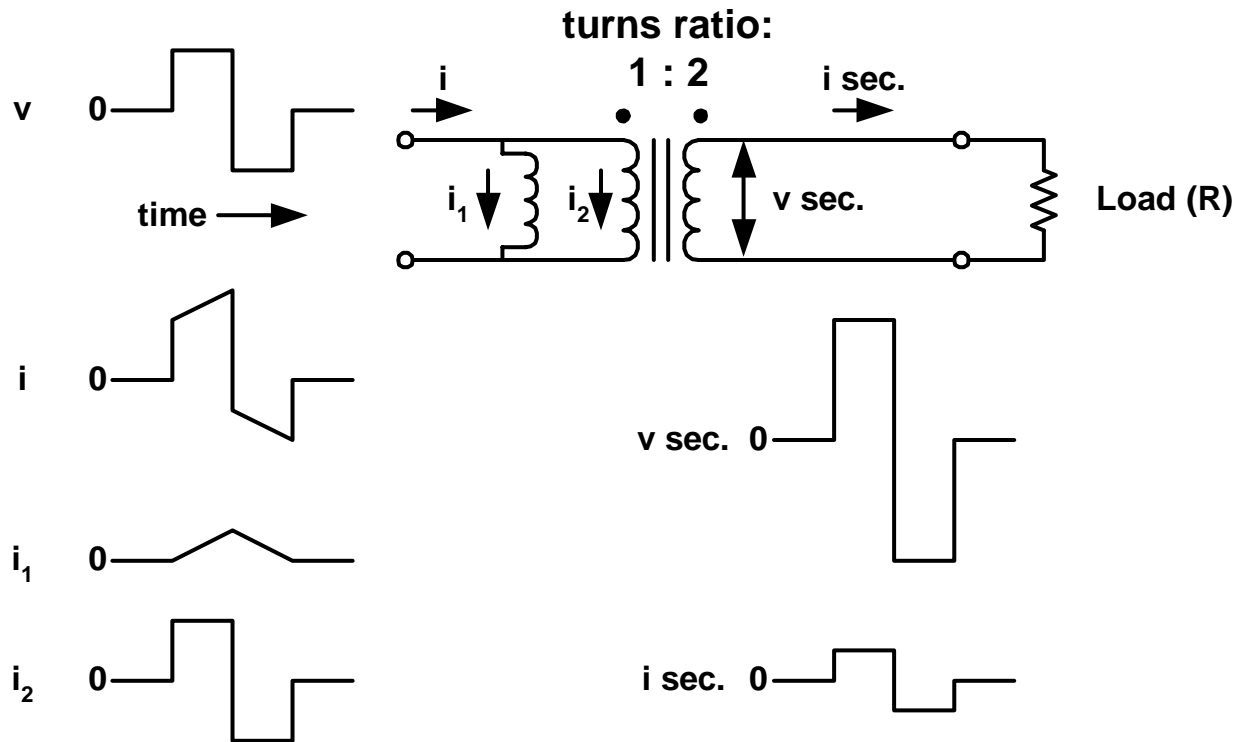 turns ratio:
1 : 2
v 0
time
i
i sec.
i₁
i₂
v sec.
Load (R)
i 0
v sec. 0
i₁ 0
i₂ 0
i sec. 0